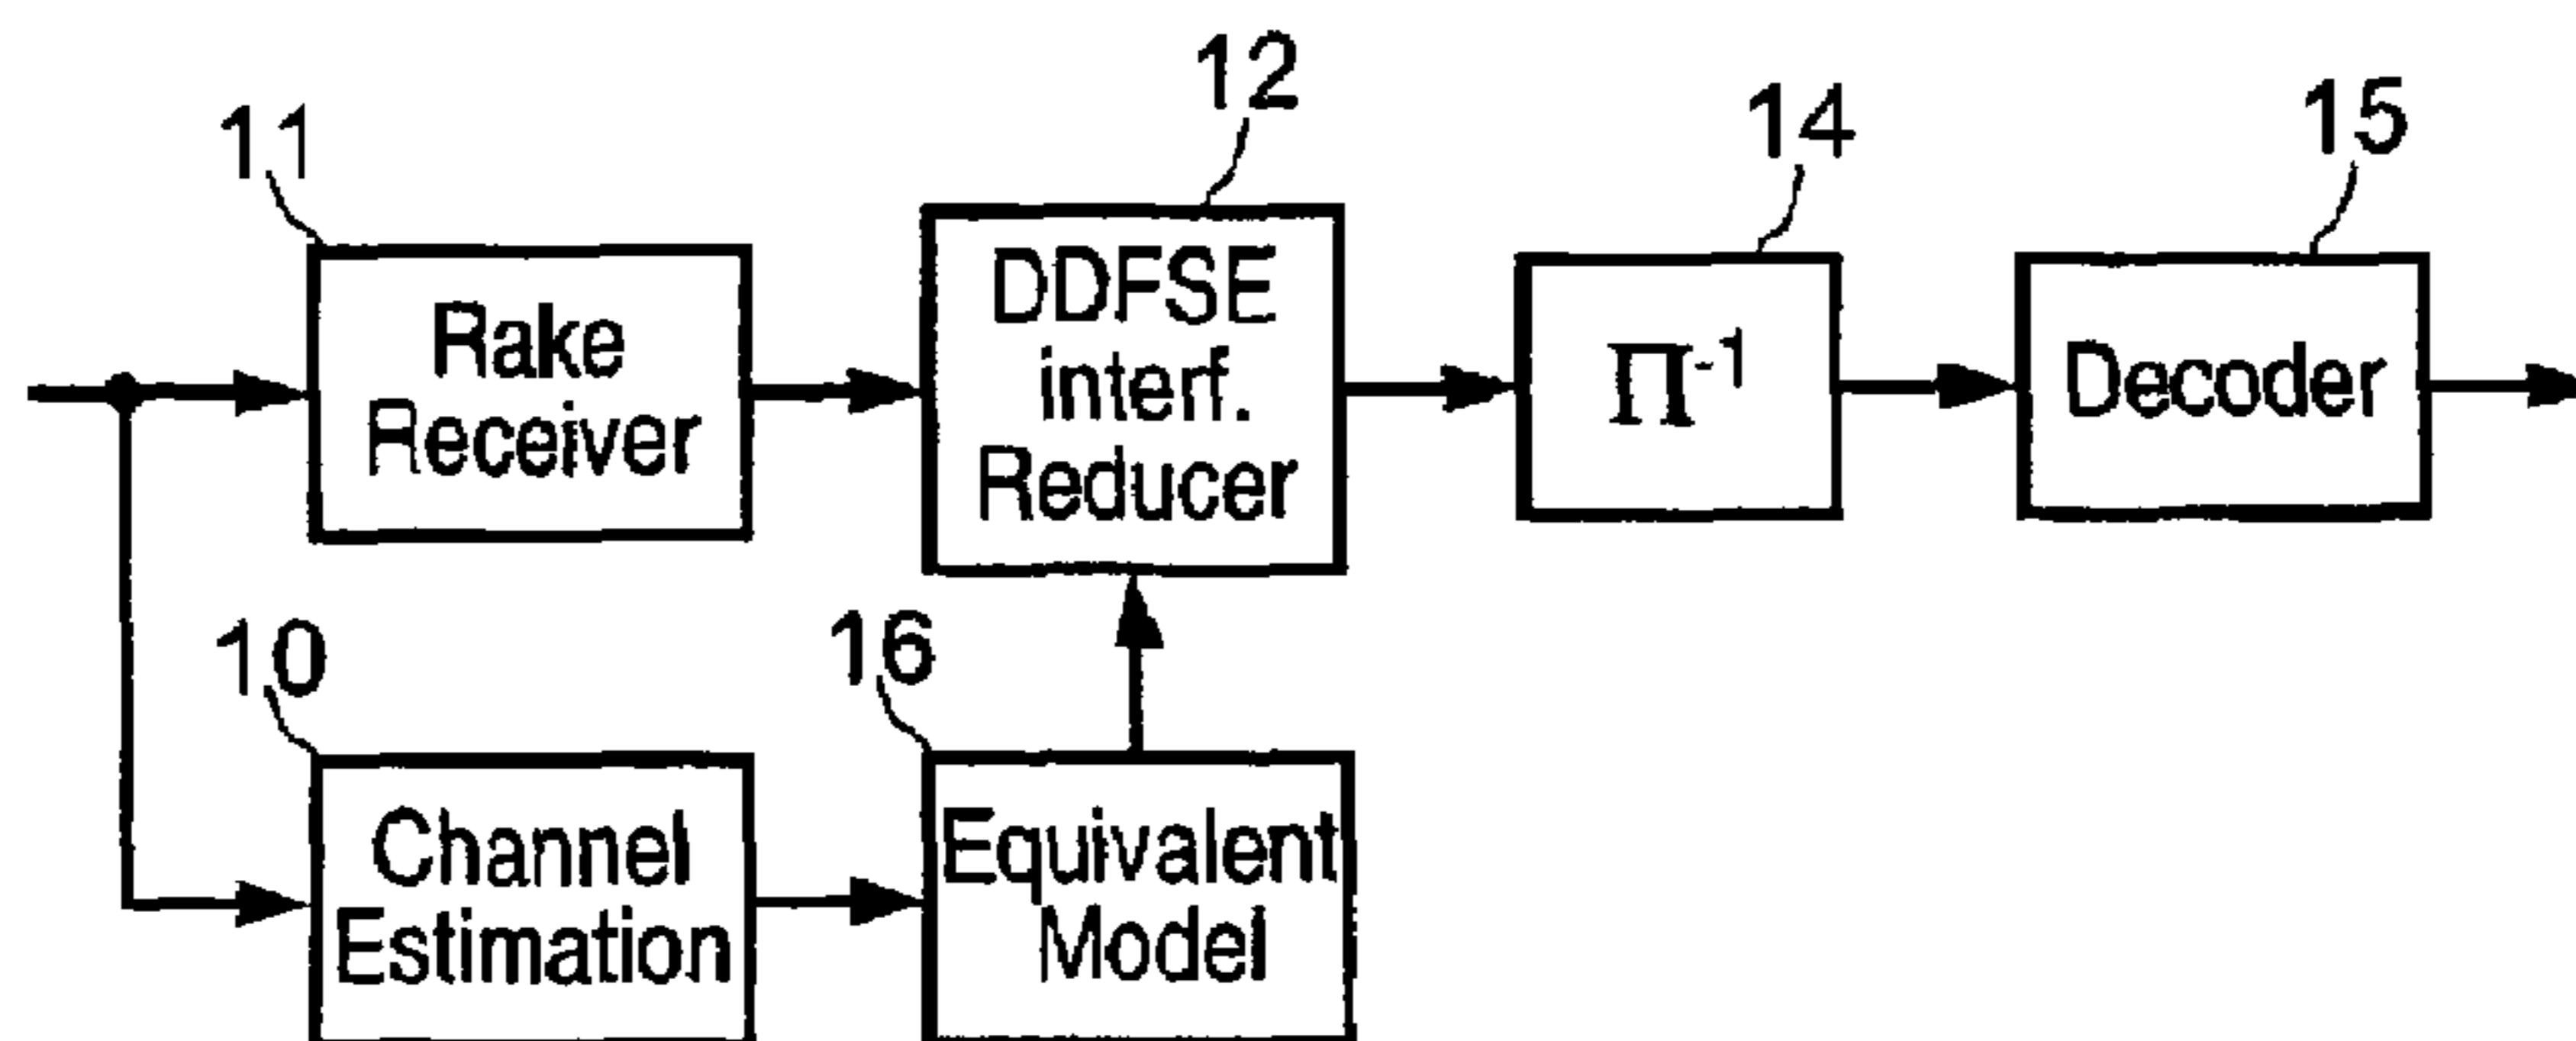 12
11
14
15
Rake
Receiver
DDFSE
interf.
Reducer
Π-1
Decoder
10
16
Channel
Estimation
Equivalent
Model